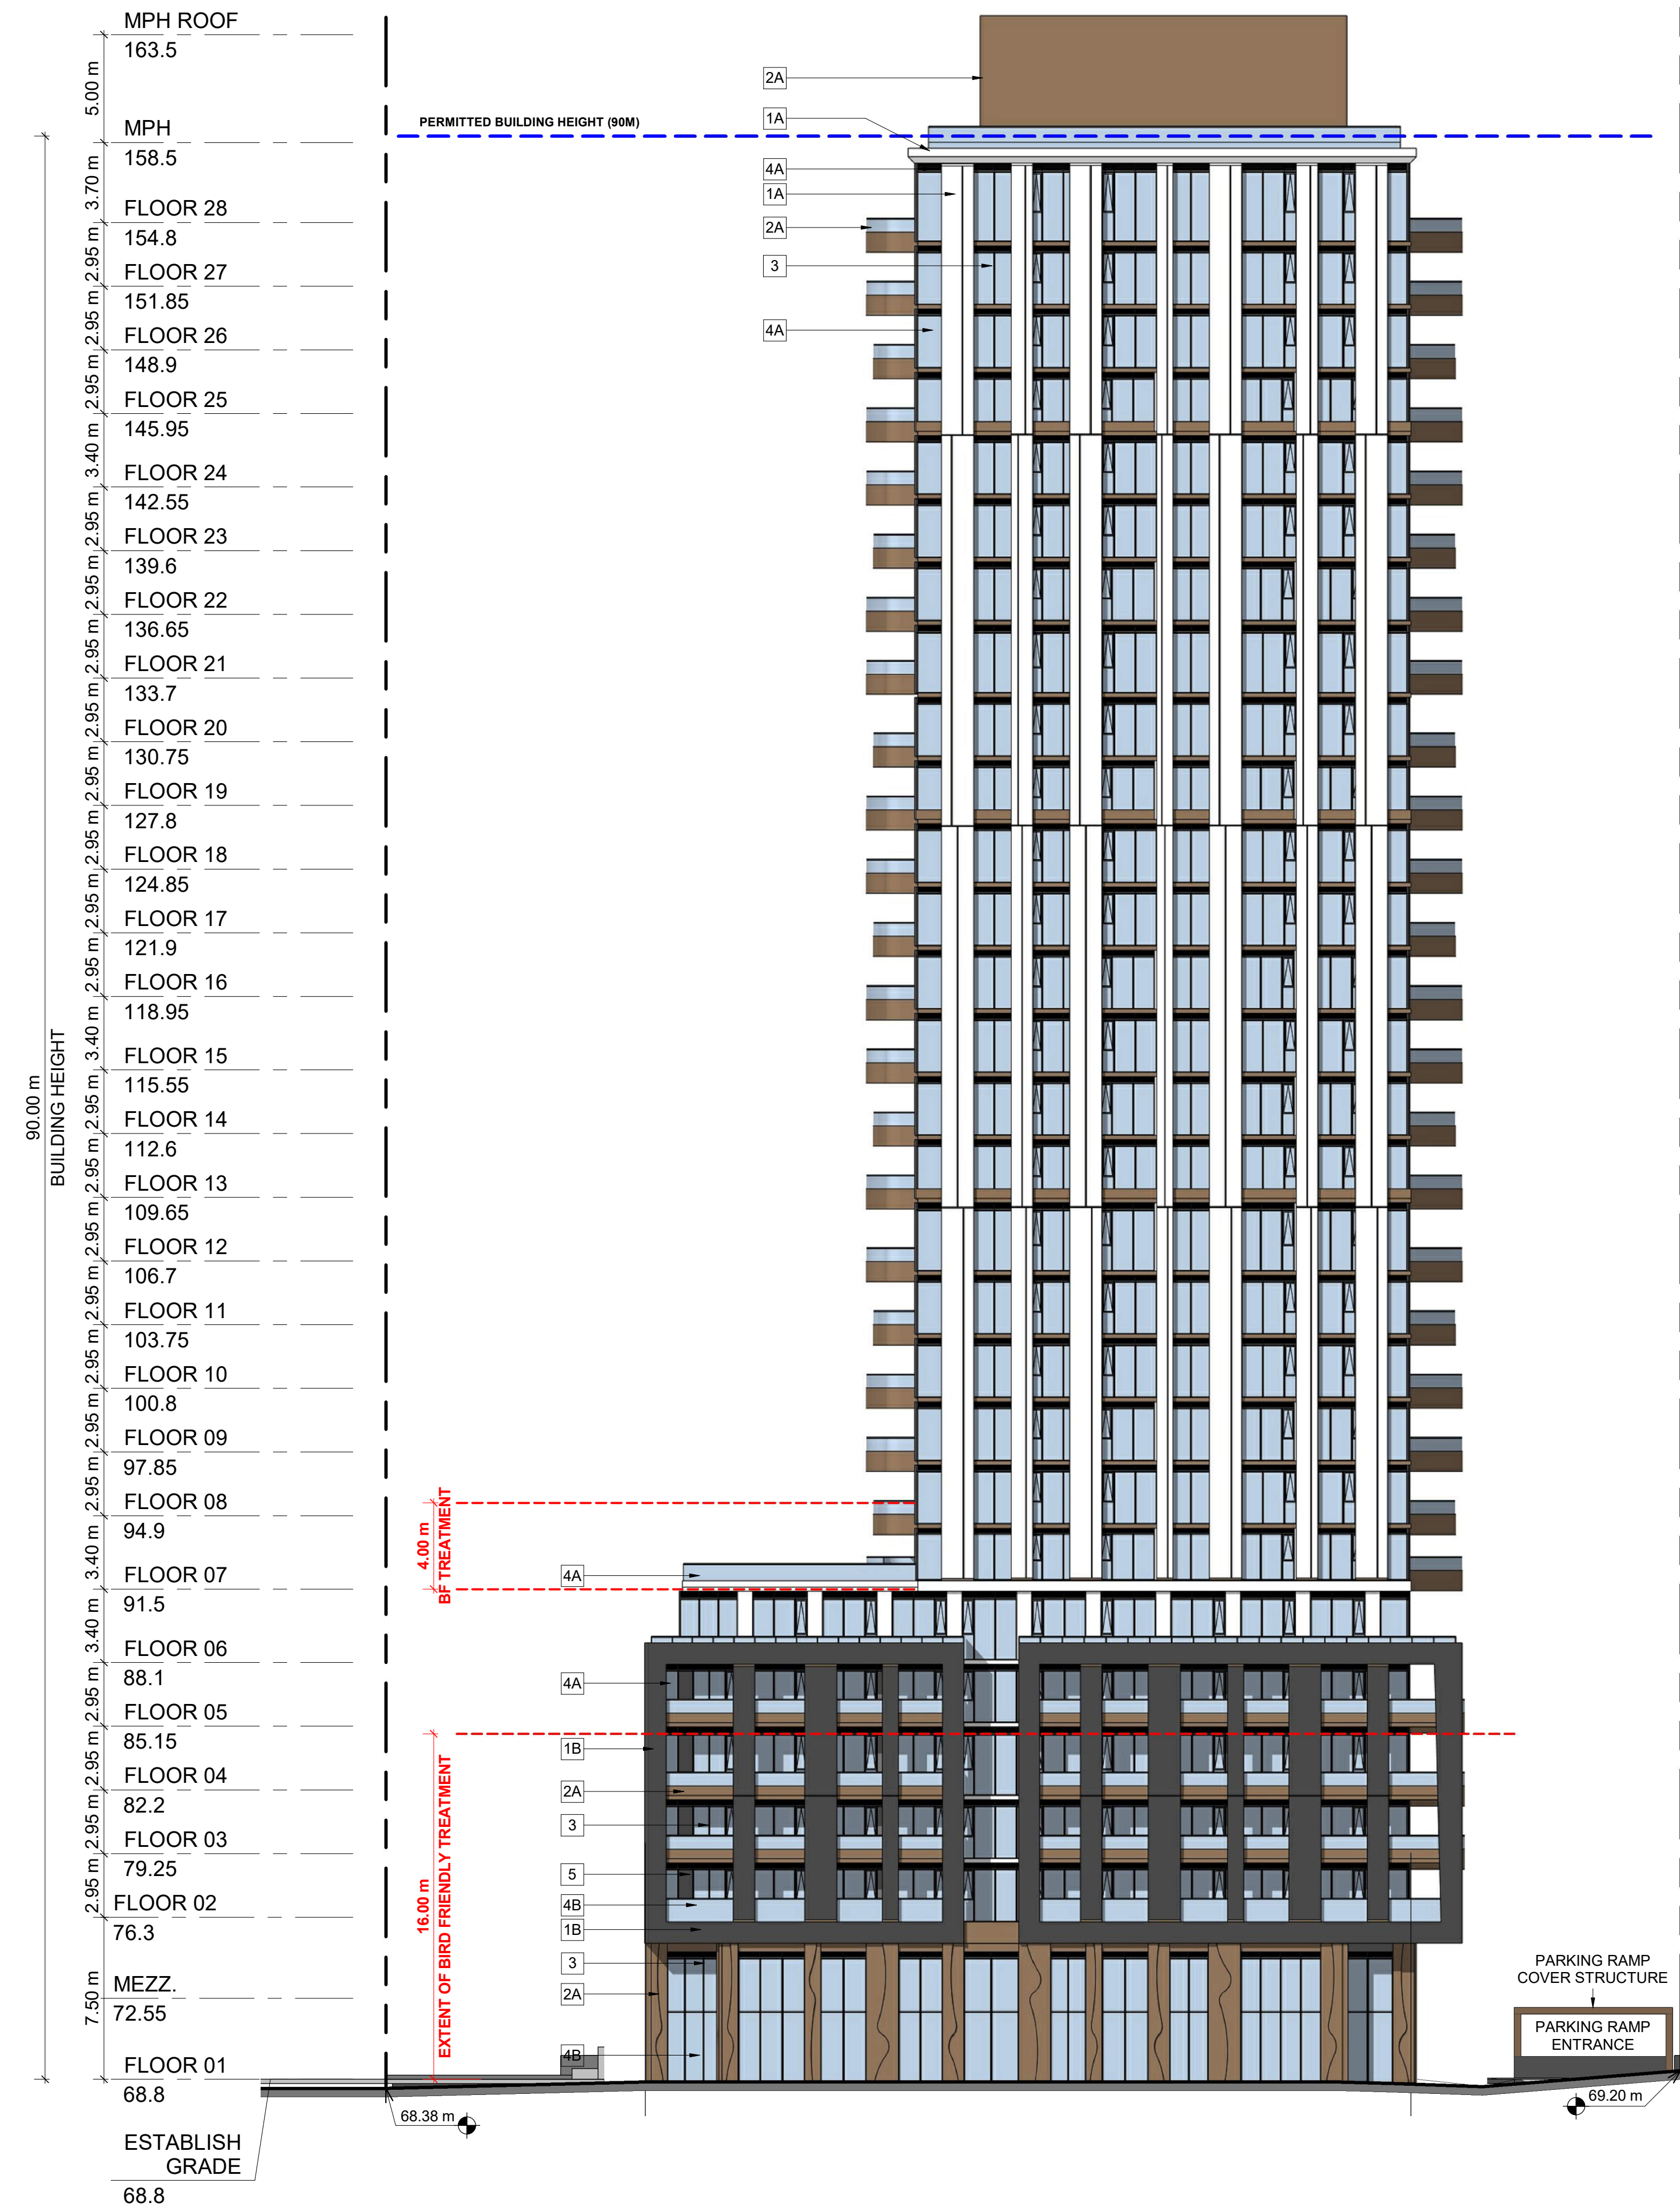 MPH ROOF
163.5
5.00 m
MPH
158.5
3.70 m
FLOOR 28
154.8
2.95 m
FLOOR 27
151.85
2.95 m
FLOOR 26
148.9
2.95 m
FLOOR 25
145.95
3.40 m
FLOOR 24
142.55
2.95 m
FLOOR 23
139.6
2.95 m
FLOOR 22
136.65
2.95 m
FLOOR 21
133.7
2.95 m
FLOOR 20
130.75
2.95 m
FLOOR 19
127.8
2.95 m
FLOOR 18
124.85
2.95 m
FLOOR 17
121.9
2.95 m
FLOOR 16
118.95
3.40 m
FLOOR 15
115.55
2.95 m
FLOOR 14
112.6
2.95 m
FLOOR 13
109.65
2.95 m
FLOOR 12
106.7
2.95 m
FLOOR 11
103.75
2.95 m
FLOOR 10
100.8
2.95 m
FLOOR 09
97.85
2.95 m
FLOOR 08
94.9
3.40 m
FLOOR 07
91.5
3.40 m
FLOOR 06
88.1
2.95 m
FLOOR 05
85.15
2.95 m
FLOOR 04
82.2
2.95 m
FLOOR 03
79.25
2.95 m
FLOOR 02
76.3
7.50 m
MEZZ.
72.55
FLOOR 01
68.8
ESTABLISH
GRADE
68.8
90.00 m
BUILDING HEIGHT
PERMITTED BUILDING HEIGHT (90M)
2A
1A
4A
1A
2A
3
4A
4.00 m
BF TREATMENT
4A
4A
1B
2A
3
5
4B
1B
3
2A
4B
16.00 m
EXTENT OF BIRD FRIENDLY TREATMENT
68.38 m
PARKING RAMP
COVER STRUCTURE
PARKING RAMP
ENTRANCE
69.20 m